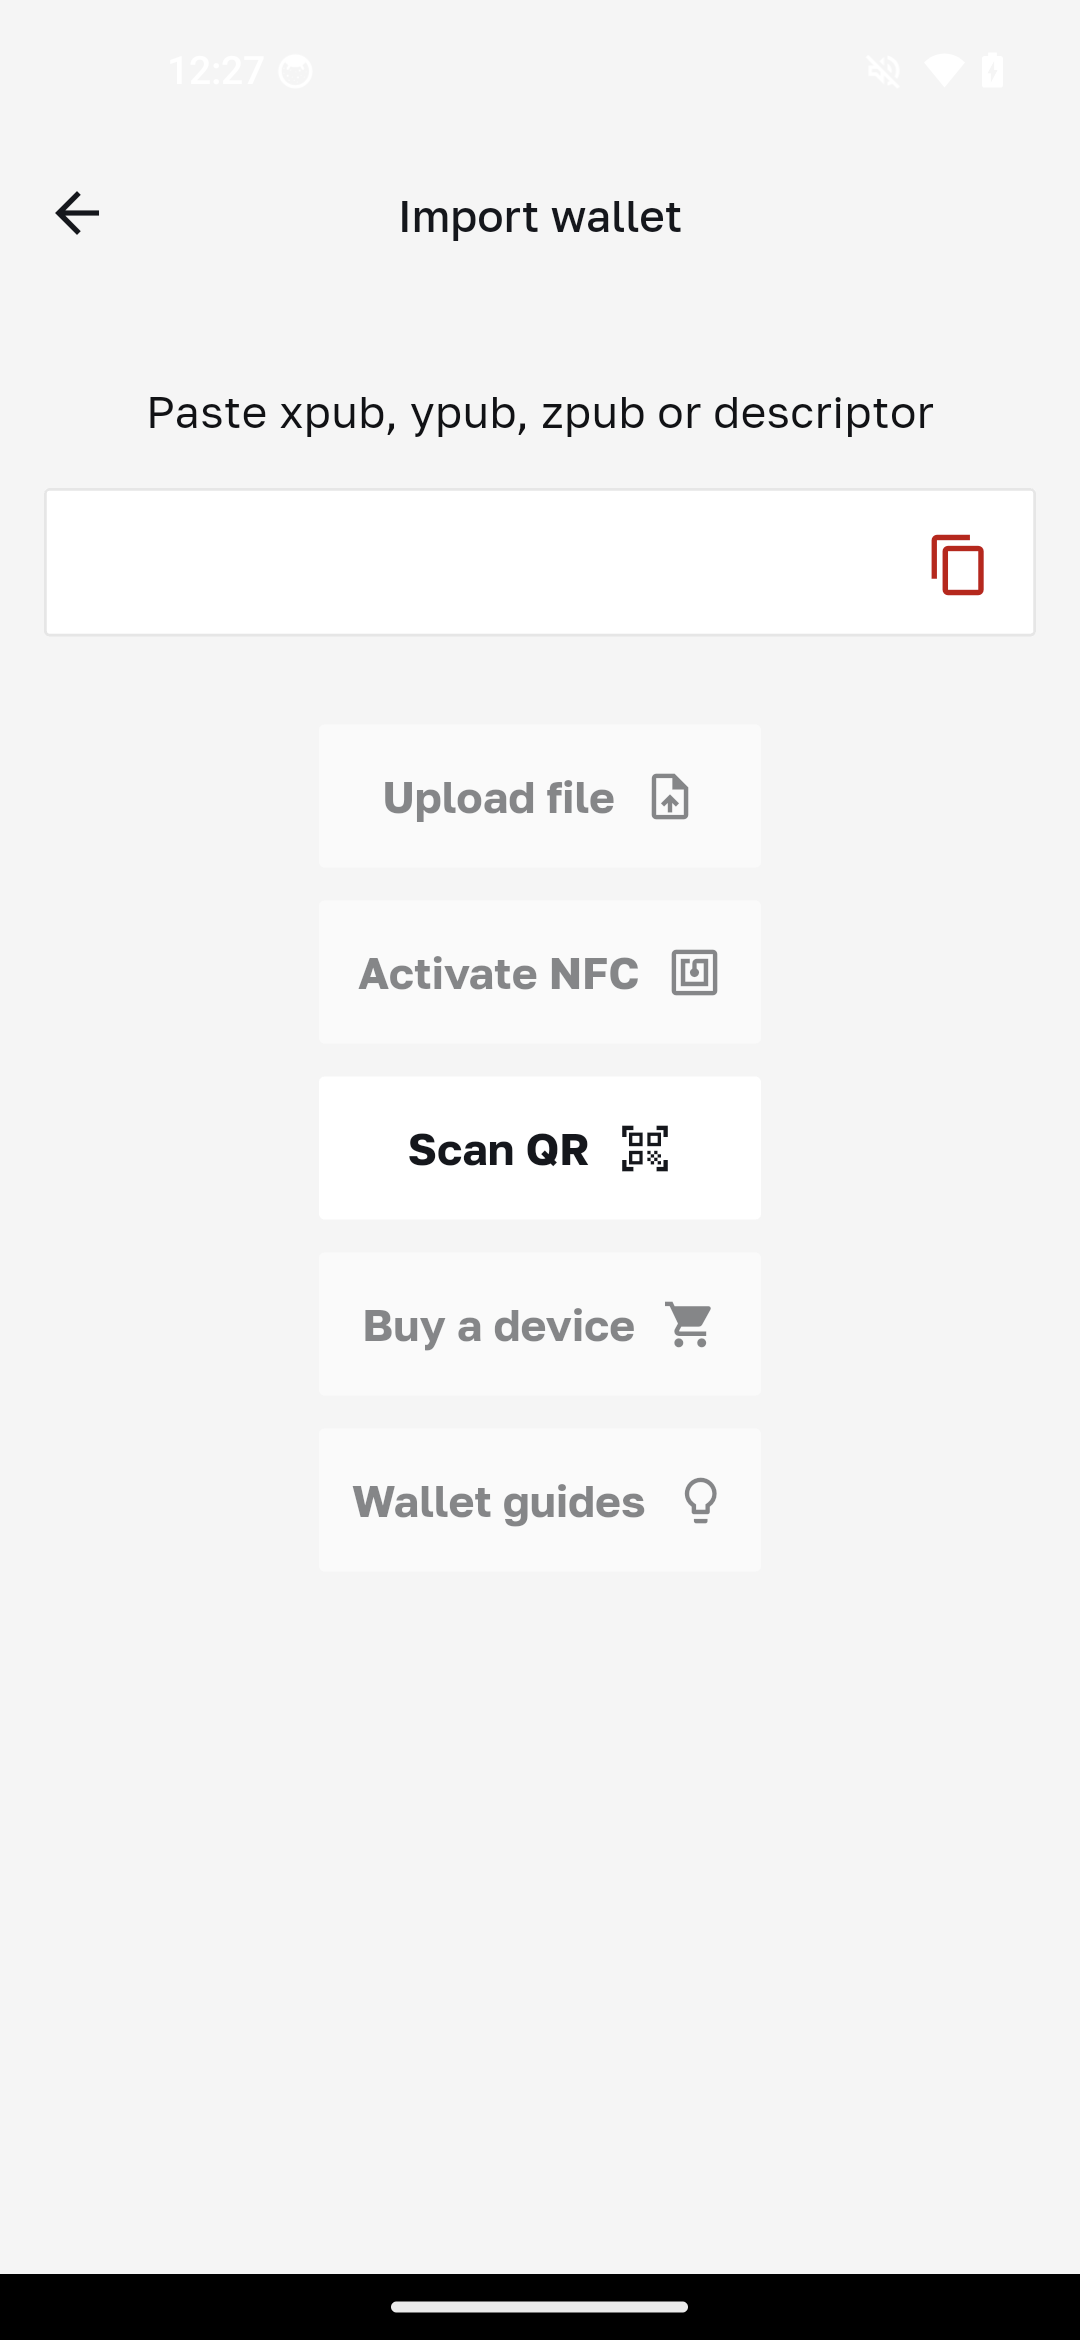 12:27
Import wallet
Paste xpub, ypub, zpub or descriptor
Upload file
Activate NFC
Scan QR
Buy a device
Wallet guides